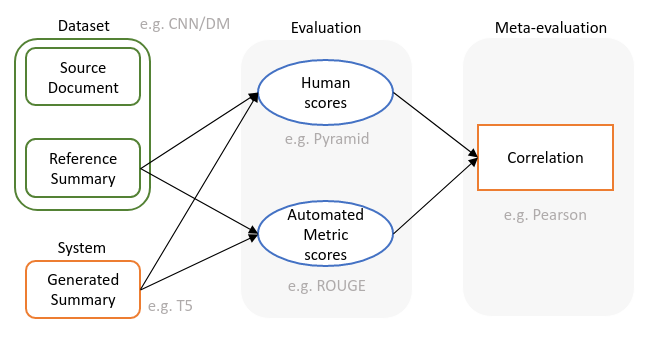 Dataset
e.g. CNN/DM
Source
Document
Reference
Summary
System
Generated
Summary
e.g. T5
Evaluation
Human
scores
e.g. Pyramid
Automated
Metric
scores
e.g. ROUGE
Meta-evaluation
Correlation
e.g. Pearson